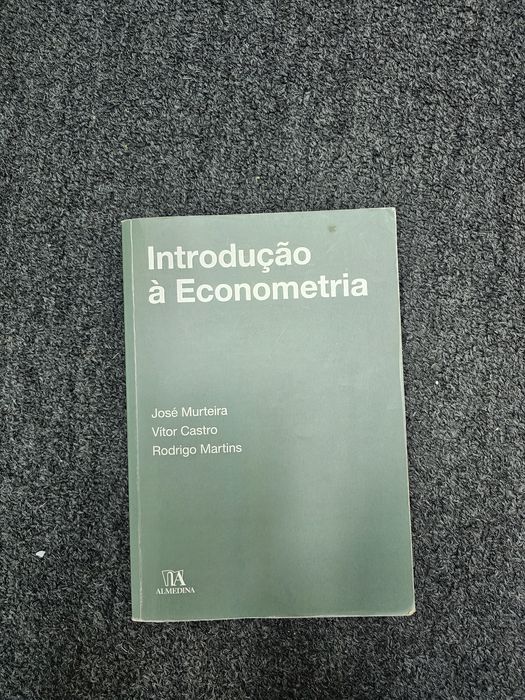 Introdução
à Econometria
José Murteira
Vítor Castro
Rodrigo Martins
ALMEDINA